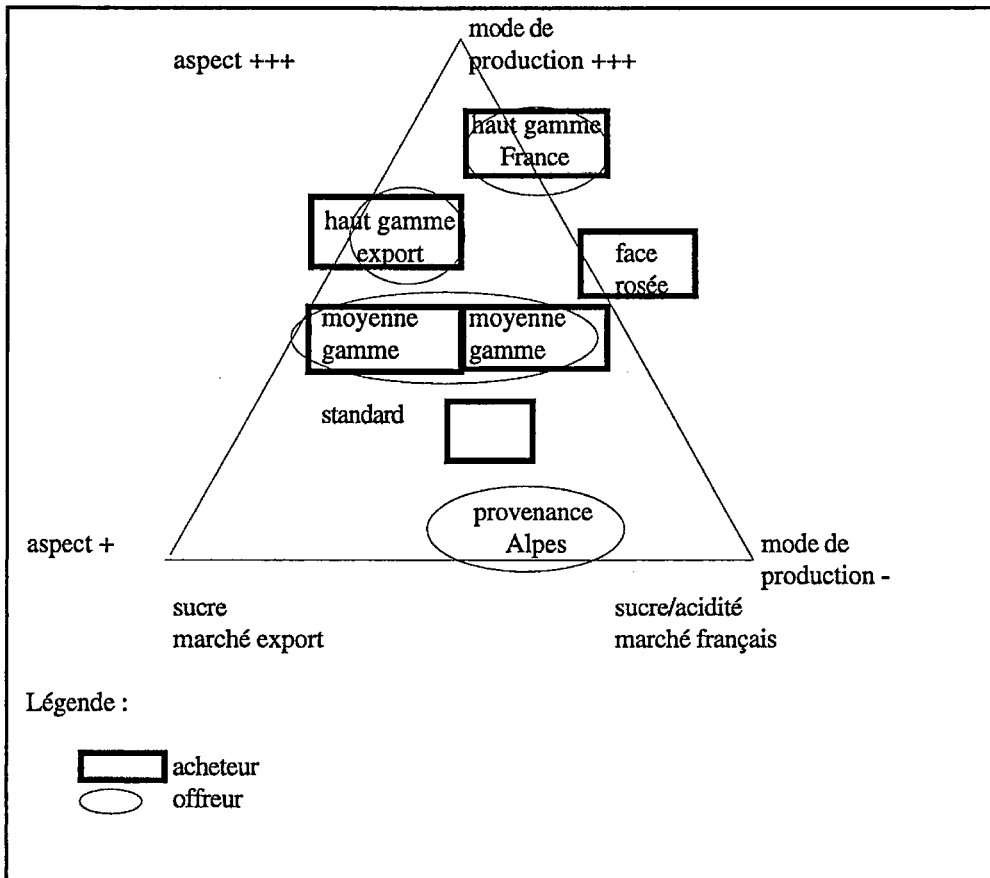 mode de
aspect +++ production +++
haut gamme
France
haut gamme
export
face
rosée
moyenne moyenne
gamme gamme
standard
provenance
Alpes
aspect + mode de
production -
sucre sucre/acidité
marché export marché français
Légende :
acheteur
offreur